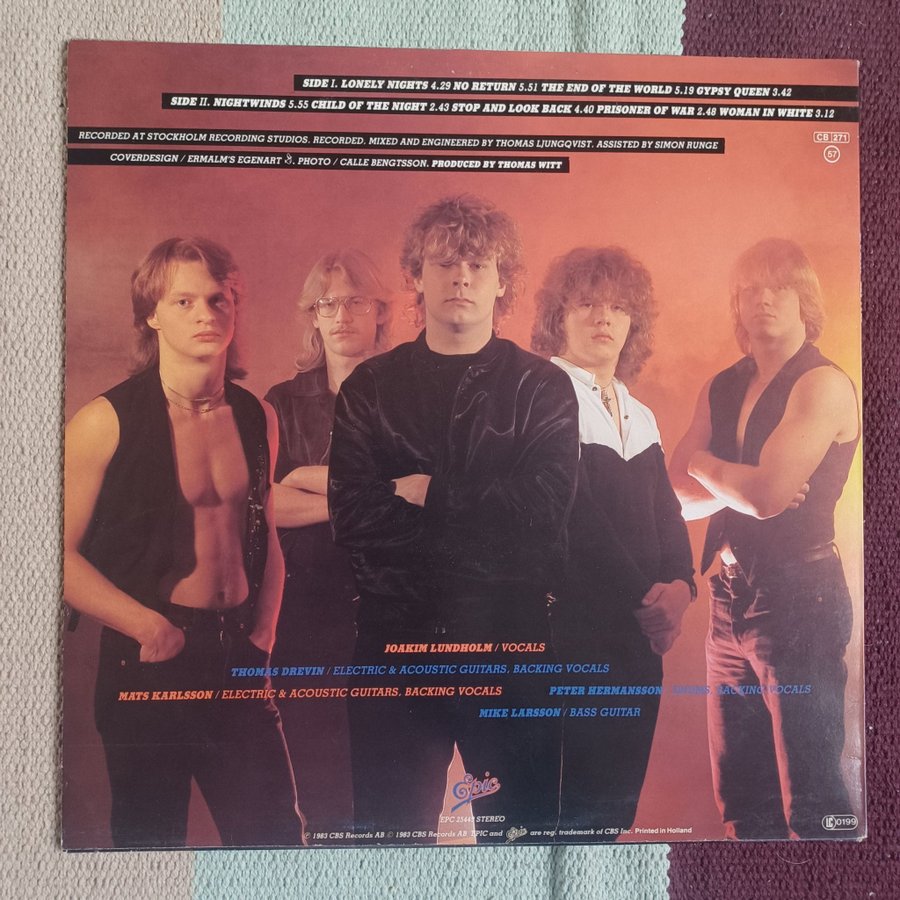 SIDE I. LONELY NIGHTS 4.29 NO RETURN 5.51 THE END OF THE WORLD 5.19 GYPSY QUEEN 3.42
SIDE II. NIGHTWINDS 5.55 CHILD OF THE NIGHT 2.43 STOP AND LOOK BACK 4.40 PRISONER OF WAR 2.48 WOMAN IN WHITE 3.12
RECORDED AT STOCKHOLM RECORDING STUDIOS. RECORDED, MIXED AND ENGINEERED BY THOMAS LJUNGQVIST. ASSISTED BY SIMON RUNGE
COVERDESIGN / ERMALM'S EGENART. PHOTO / CALLE BENGTSSON. PRODUCED BY THOMAS WITT
CB 271
57
JOAKIM LUNDHOLM / VOCALS
THOMAS DREVIN / ELECTRIC & ACOUSTIC GUITARS, BACKING VOCALS
MATS KARLSSON / ELECTRIC & ACOUSTIC GUITARS, BACKING VOCALS
PETER HERMANSSON / DRUMS, BACKING VOCALS
MIKE LARSSON / BASS GUITAR
Epic
EPC 25443 STEREO
℗ 1983 CBS Records AB © 1983 CBS Records AB EPIC and Epic are reg. trademark of CBS Inc. Printed in Holland
LC 0199